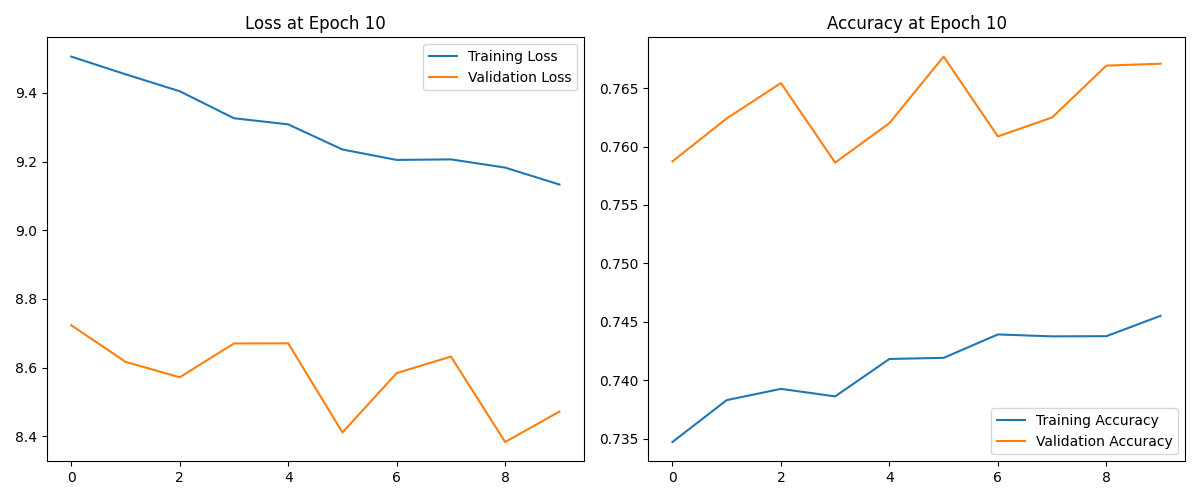 Loss at Epoch 10
Training Loss
Validation Loss
9.4
9.2
9.0
8.8
8.6
8.4
0 2 4 6 8
Accuracy at Epoch 10
0.765
0.760
0.755
0.750
0.745
0.740
0.735
Training Accuracy
Validation Accuracy
0 2 4 6 8